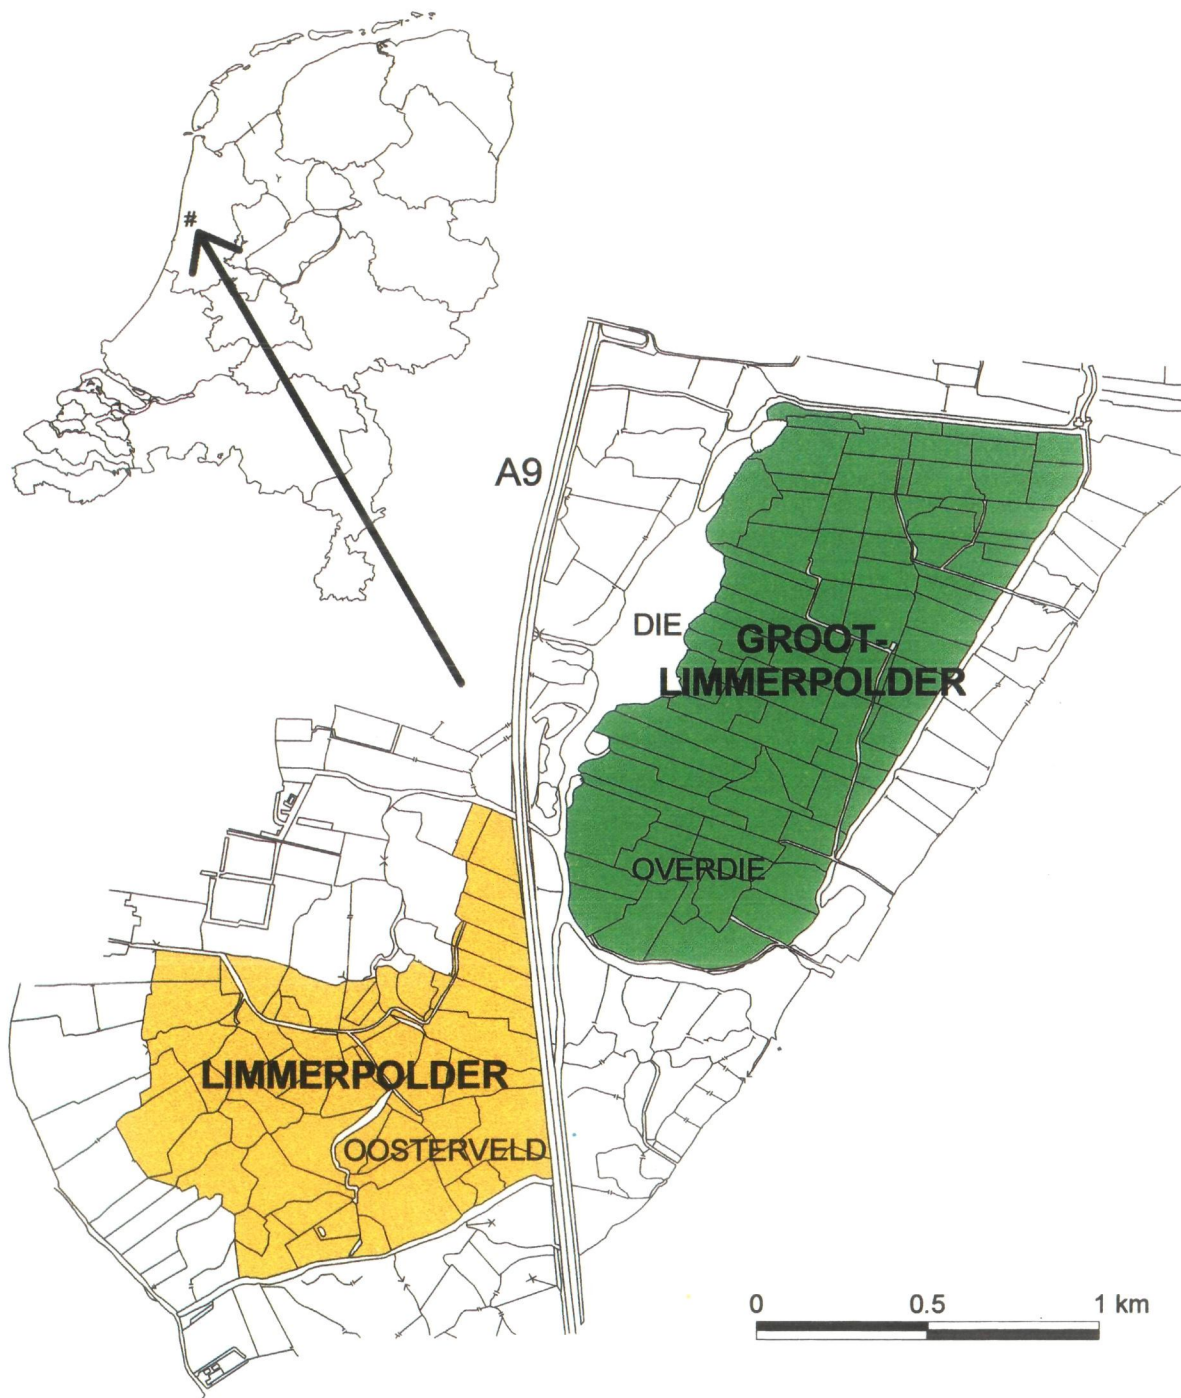 #
A9
DIE
GROOT-
LIMMERPOLDER
OVERDIE
LIMMERPOLDER
OOSTERVELD
0 0.5 1 km